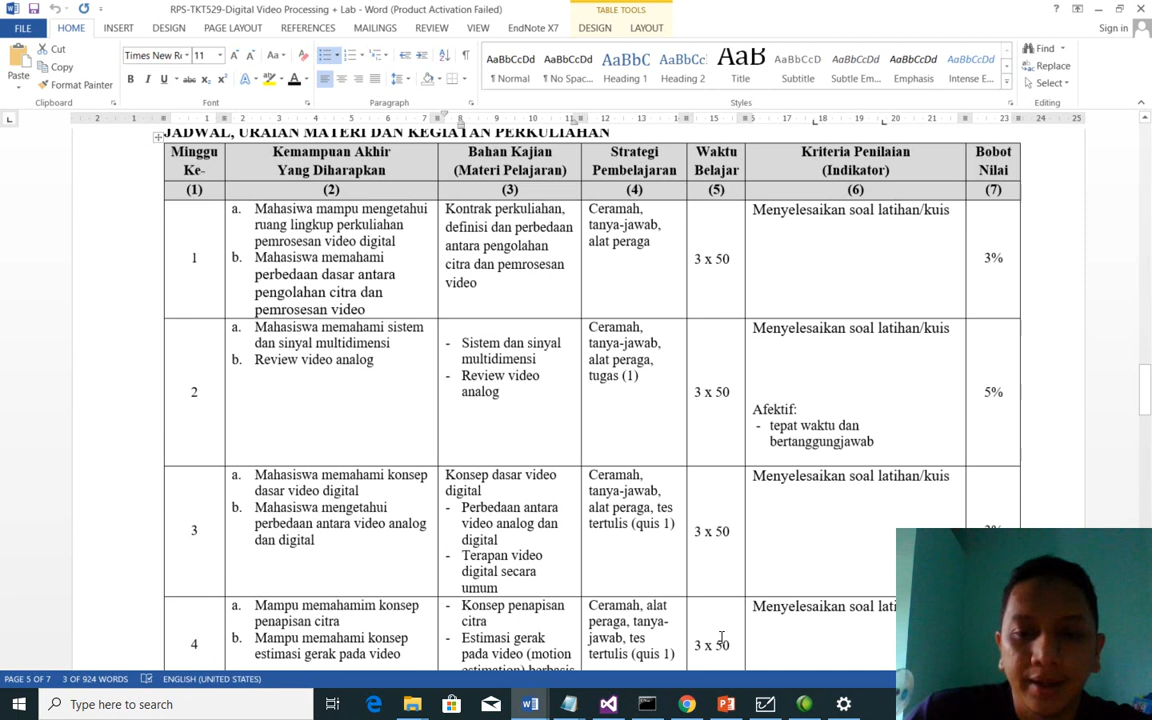 RPS-TKT529-Digital Video Processing + Lab - Word (Product Activation Failed)
TABLE TOOLS
FILE HOME INSERT DESIGN PAGE LAYOUT REFERENCES MAILINGS REVIEW VIEW EndNote X7 DESIGN LAYOUT Sign in
Paste
Cut
Copy
Format Painter
Clipboard
Times New Ro 11
Font
Paragraph
AaBbCcDd AaBbCcDd AaBbC AaBbCc AaB AaBbCcD AaBbCcDd AaBbCcDd AaBbCcDd
¶ Normal ¶ No Spac... Heading 1 Heading 2 Title Subtitle Subtle Em... Emphasis Intense E...
Styles
Find
Replace
Select
Editing
JADWAL, URAIAN MATERI DAN KEGIATAN PERKULIAHAN
Minggu
Ke-
(1)
Kemampuan Akhir
Yang Diharapkan
(2)
Bahan Kajian
(Materi Pelajaran)
(3)
Strategi
Pembelajaran
(4)
Waktu
Belajar
(5)
Kriteria Penilaian
(Indikator)
(6)
Bobot
Nilai
(7)
1
a. Mahasiwa mampu mengetahui
ruang lingkup perkuliahan
pemrosesan video digital
b. Mahasiswa memahami
perbedaan dasar antara
pengolahan citra dan
pemrosesan video
Kontrak perkuliahan,
definisi dan perbedaan
antara pengolahan
citra dan pemrosesan
video
Ceramah,
tanya-jawab,
alat peraga
3 x 50
Menyelesaikan soal latihan/kuis
3%
2
a. Mahasiswa memahami sistem
dan sinyal multidimensi
b. Review video analog
- Sistem dan sinyal
multidimensi
- Review video
analog
Ceramah,
tanya-jawab,
alat peraga,
tugas (1)
3 x 50
Menyelesaikan soal latihan/kuis
Afektif:
- tepat waktu dan
bertanggungjawab
5%
3
a. Mahasiswa memahami konsep
dasar video digital
b. Mahasiswa mengetahui
perbedaan antara video analog
dan digital
Konsep dasar video
digital
- Perbedaan antara
video analog dan
digital
- Terapan video
digital secara
umum
Ceramah,
tanya-jawab,
alat peraga, tes
tertulis (quis 1)
3 x 50
Menyelesaikan soal latihan/kuis
4
a. Mampu memahamim konsep
penapisan citra
b. Mampu memahami konsep
estimasi gerak pada video
- Konsep penapisan
citra
- Estimasi gerak
pada video (motion
estimation) berbasis
Ceramah, alat
peraga, tanya-
jawab, tes
tertulis (quis 1)
3 x 50
Menyelesaikan soal lati
PAGE 5 OF 7 3 OF 924 WORDS ENGLISH (UNITED STATES)
Type here to search